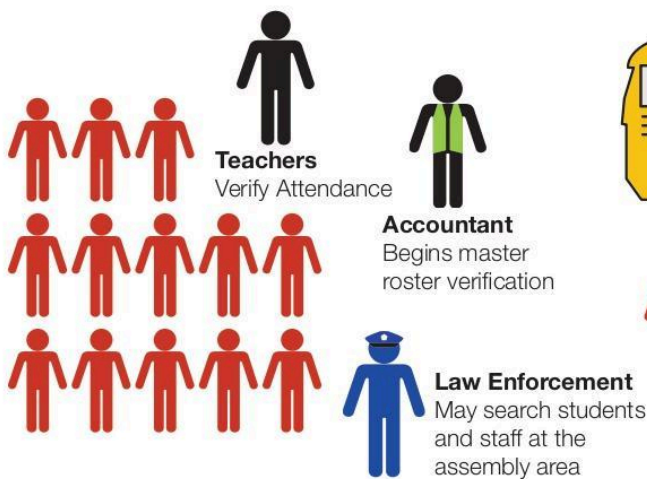 Teachers
Verify Attendance
Accountant
Begins master
roster verification
Law Enforcement
May search students
and staff at the
assembly area